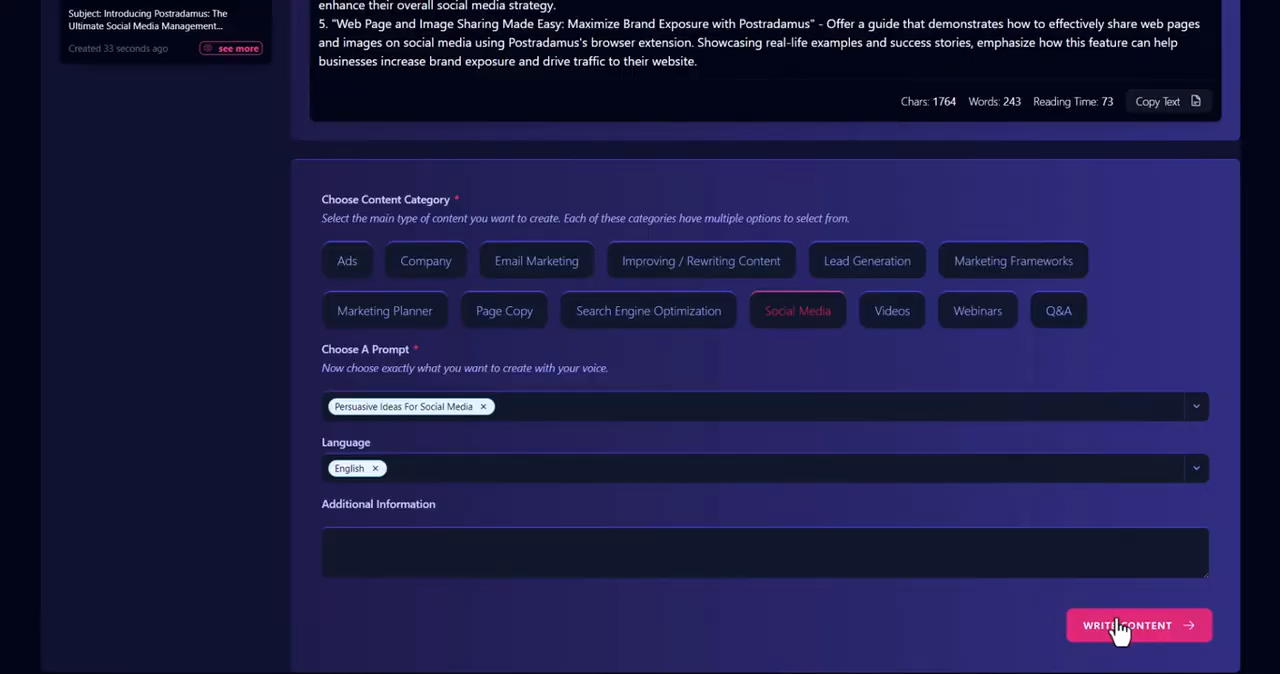 Subject: Introducing Postradamus: The
Ultimate Social Media Management...
Created 33 seconds ago
see more
enhance their overall social media strategy.
5. "Web Page and Image Sharing Made Easy: Maximize Brand Exposure with Postradamus" - Offer a guide that demonstrates how to effectively share web pages
and images on social media using Postradamus's browser extension. Showcasing real-life examples and success stories, emphasize how this feature can help
businesses increase brand exposure and drive traffic to their website.
Chars: 1764 Words: 243 Reading Time: 73 Copy Text
Choose Content Category *
Select the main type of content you want to create. Each of these categories have multiple options to select from.
Ads Company Email Marketing Improving / Rewriting Content Lead Generation Marketing Frameworks
Marketing Planner Page Copy Search Engine Optimization Social Media Videos Webinars Q&A
Choose A Prompt *
Now choose exactly what you want to create with your voice.
Persuasive Ideas For Social Media ×
Language
English ×
Additional Information
WRITE CONTENT →